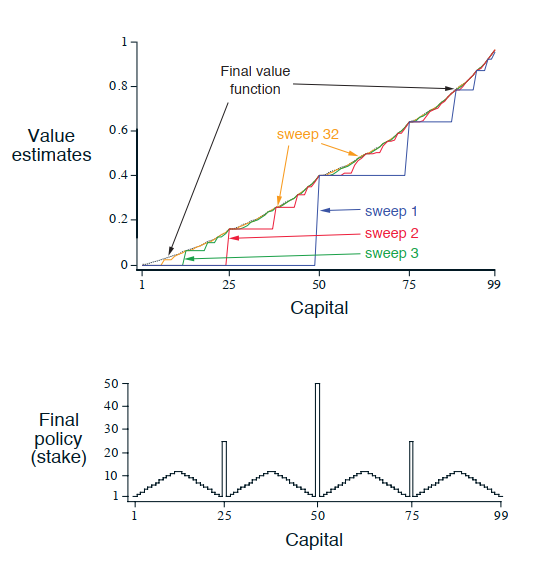 1
0.8
0.6
0.4
0.2
0
Value
estimates
Final value
function
sweep 32
sweep 1
sweep 2
sweep 3
1
25
50
75
99
Capital
50
40
30
20
10
1
Final
policy
(stake)
1
25
50
75
99
Capital